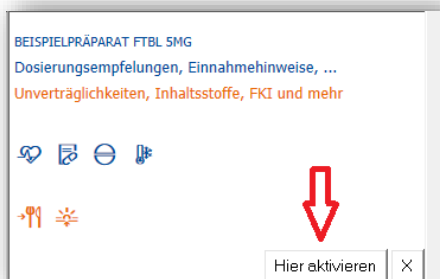 BEISPIELPRÄPARAT FTBL 5MG
Dosierungsempfelungen, Einnahmehinweise, ...
Unverträglichkeiten, Inhaltsstoffe, FKI und mehr
Hier aktivieren X